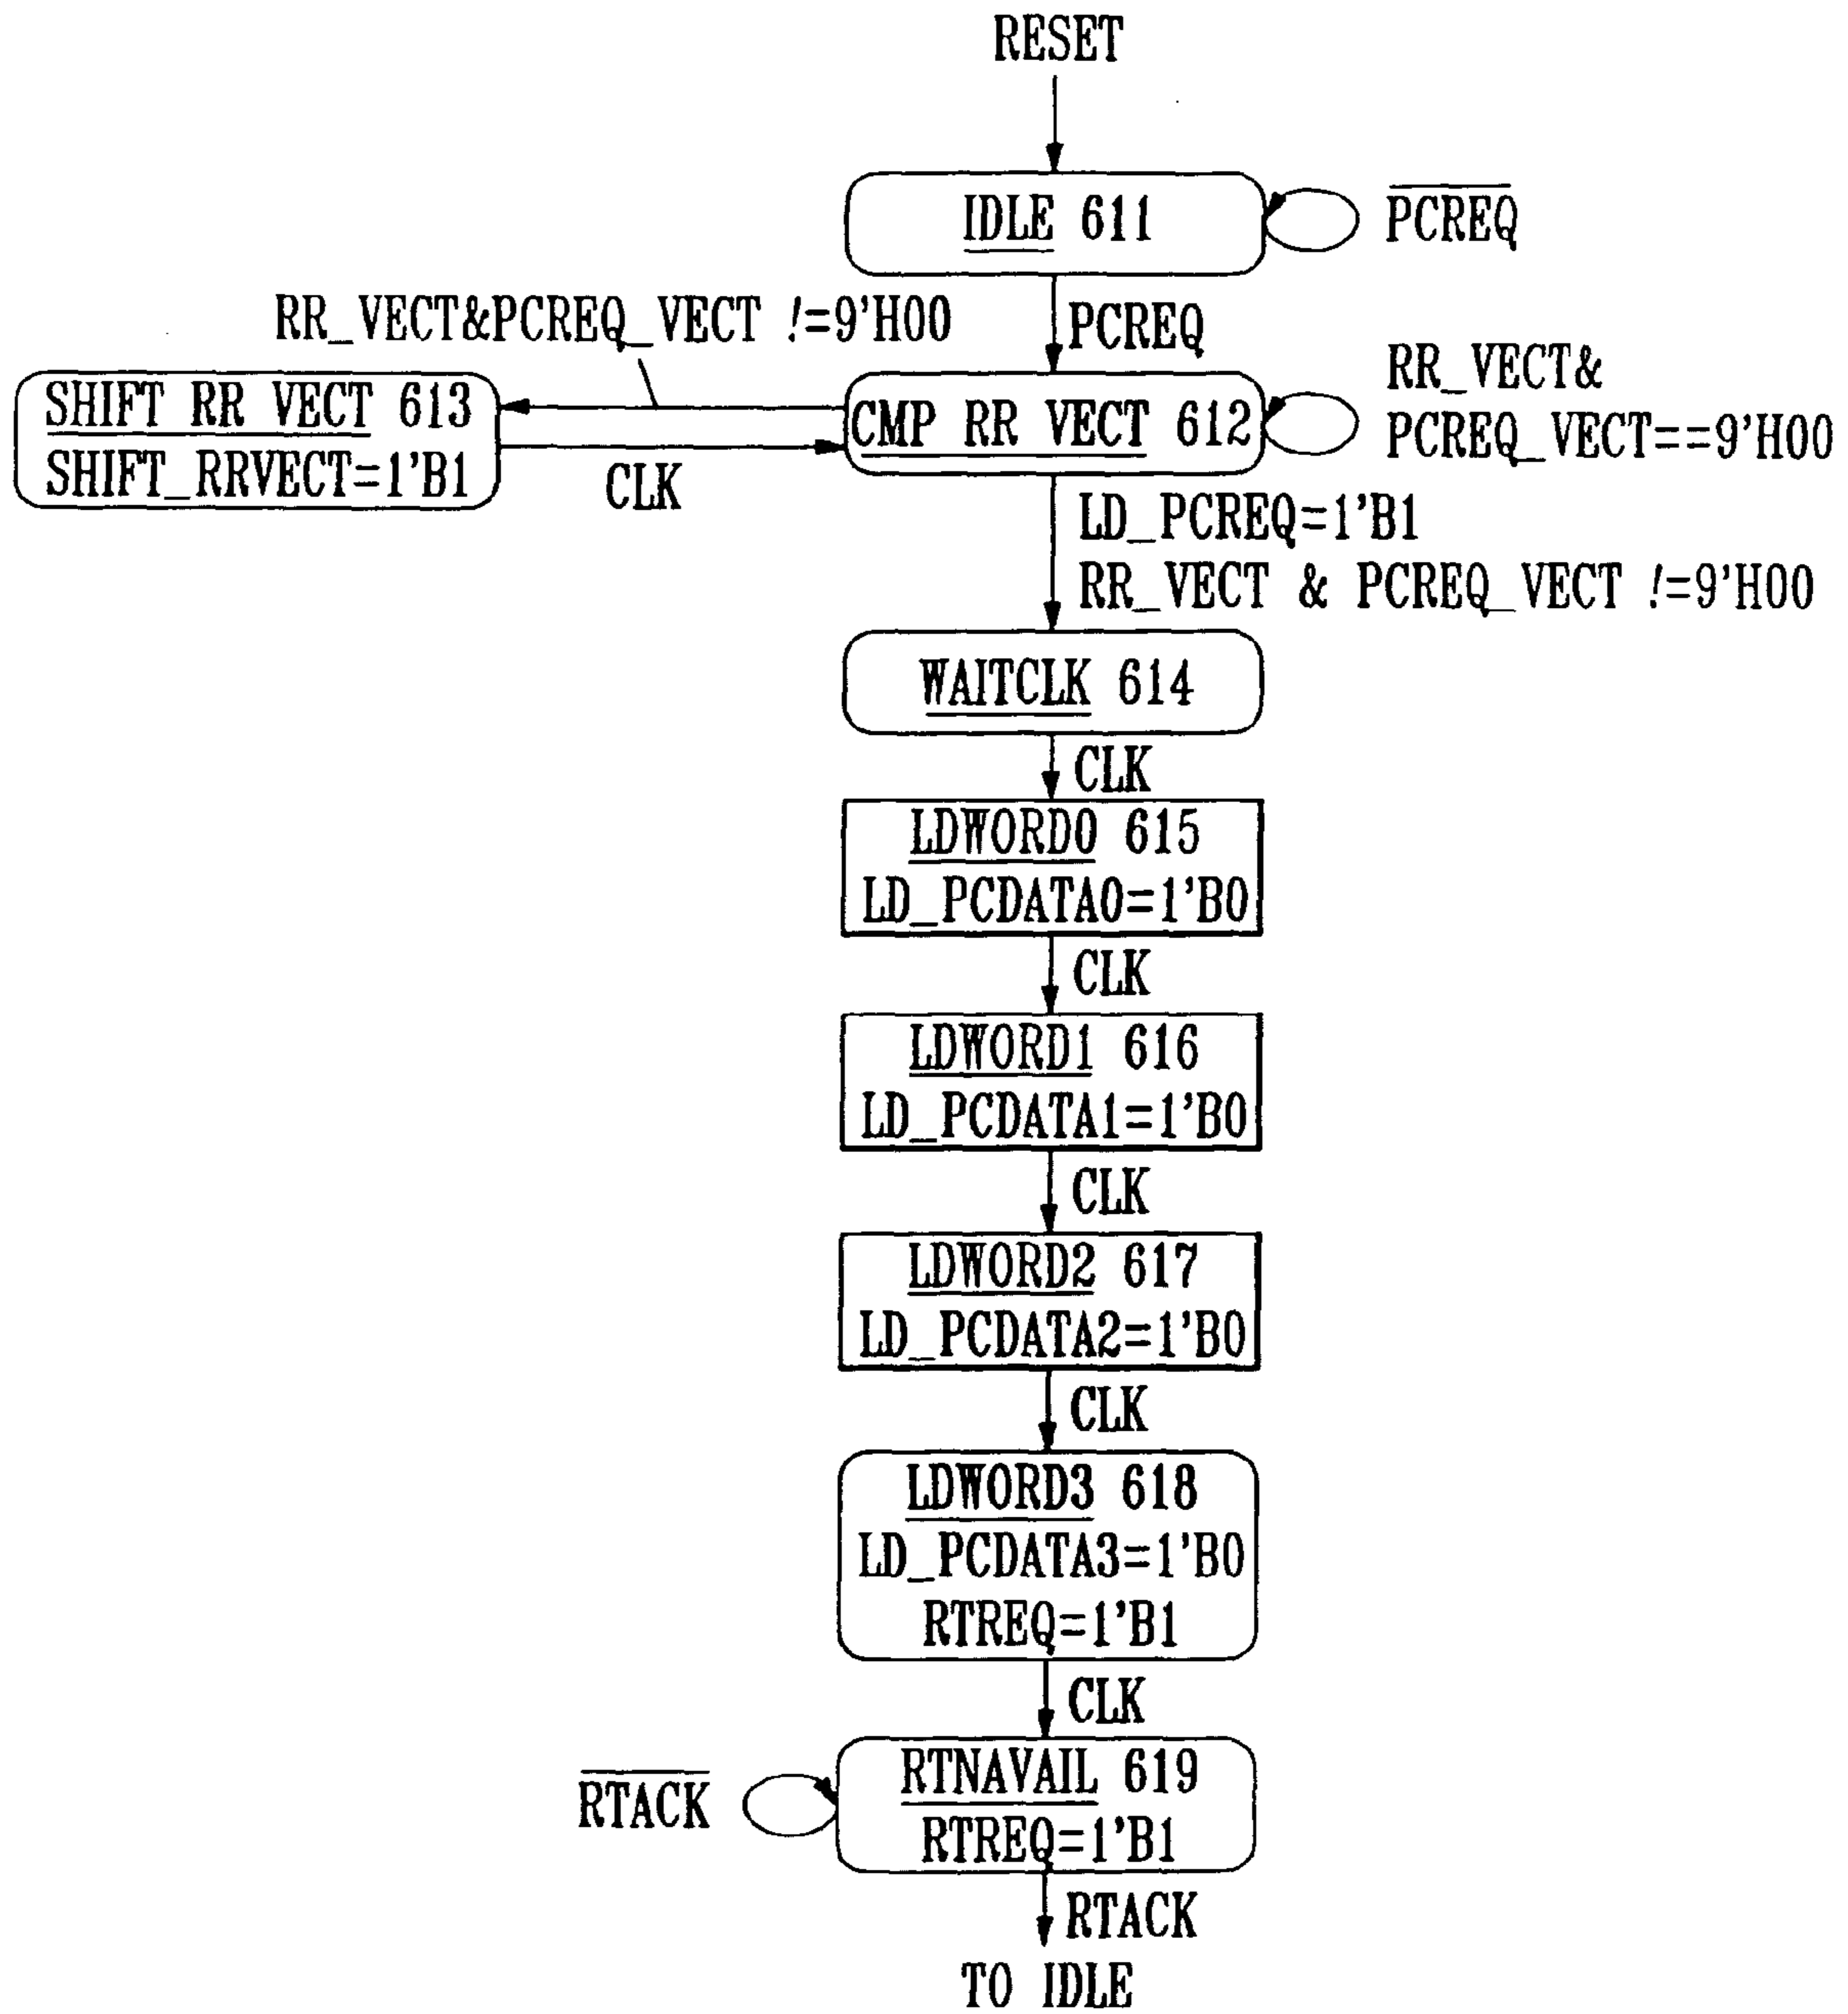 RESET
IDLE 611
PCREQ
PCREQ
RR_VECT&PCREQ_VECT !=9'H00
SHIFT RR VECT 613
SHIFT_RRVECT=1'B1
CLK
CMP RR VECT 612
RR_VECT&
PCREQ_VECT==9'H00
LD_PCREQ=1'B1
RR_VECT & PCREQ_VECT !=9'H00
WAITCLK 614
CLK
LDWORD0 615
LD_PCDATA0=1'B0
CLK
LDWORD1 616
LD_PCDATA1=1'B0
CLK
LDWORD2 617
LD_PCDATA2=1'B0
CLK
LDWORD3 618
LD_PCDATA3=1'B0
RTREQ=1'B1
CLK
RTACK
RTNAVAIL 619
RTREQ=1'B1
RTACK
TO IDLE